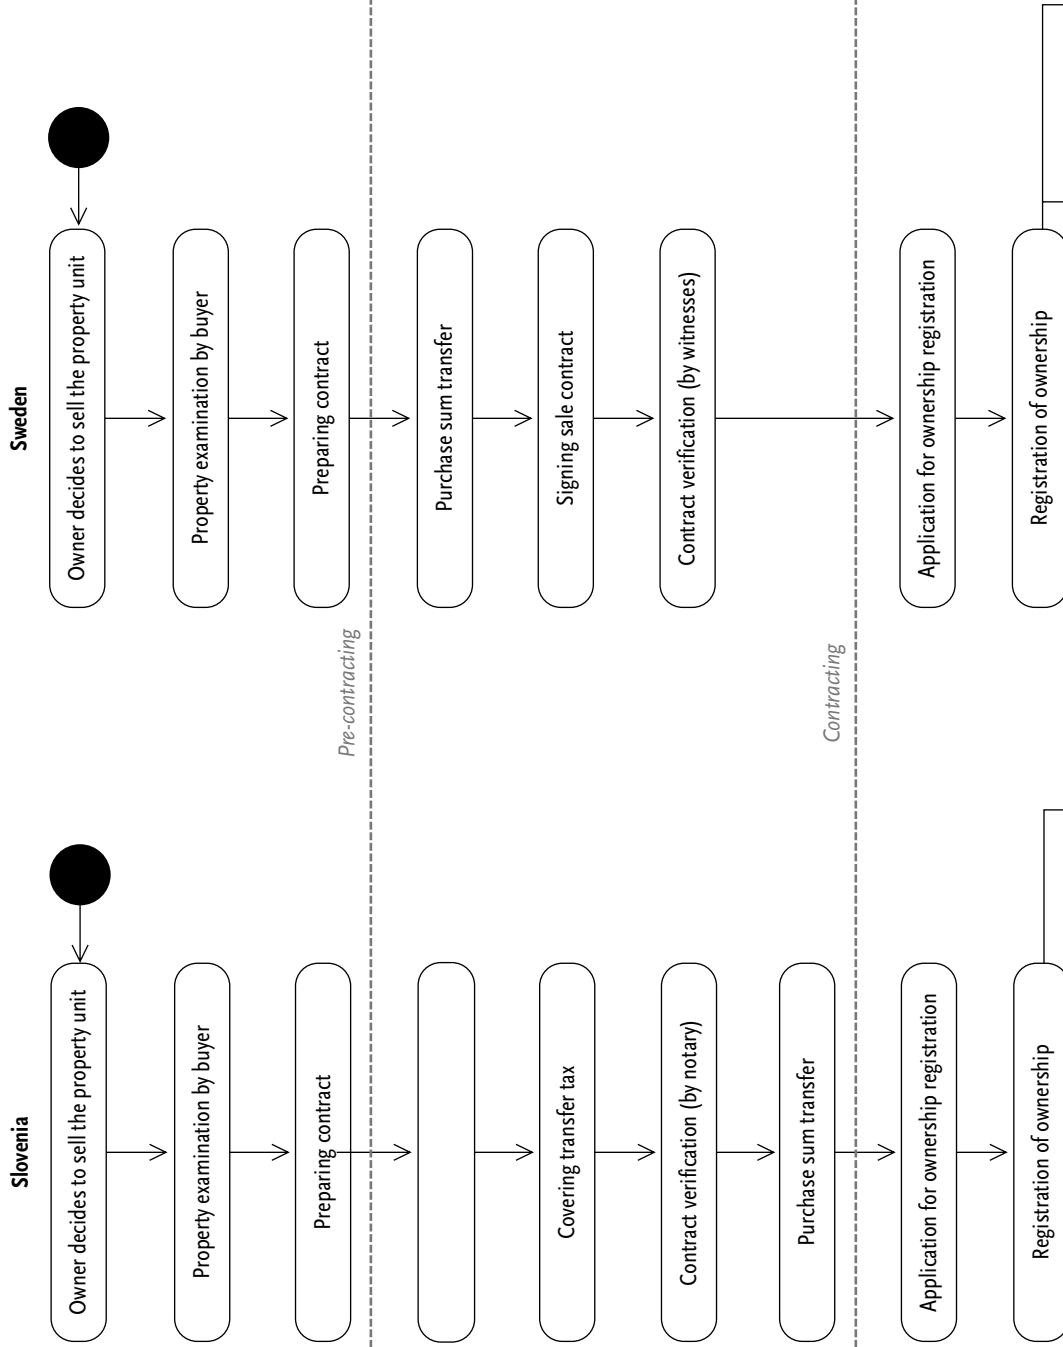 Slovenia
Owner decides to sell the property unit
Property examination by buyer
Preparing contract
Covering transfer tax
Contract verification (by notary)
Purchase sum transfer
Application for ownership registration
Registration of ownership
Pre-contracting
Contracting
Sweden
Owner decides to sell the property unit
Property examination by buyer
Preparing contract
Purchase sum transfer
Signing sale contract
Contract verification (by witnesses)
Application for ownership registration
Registration of ownership